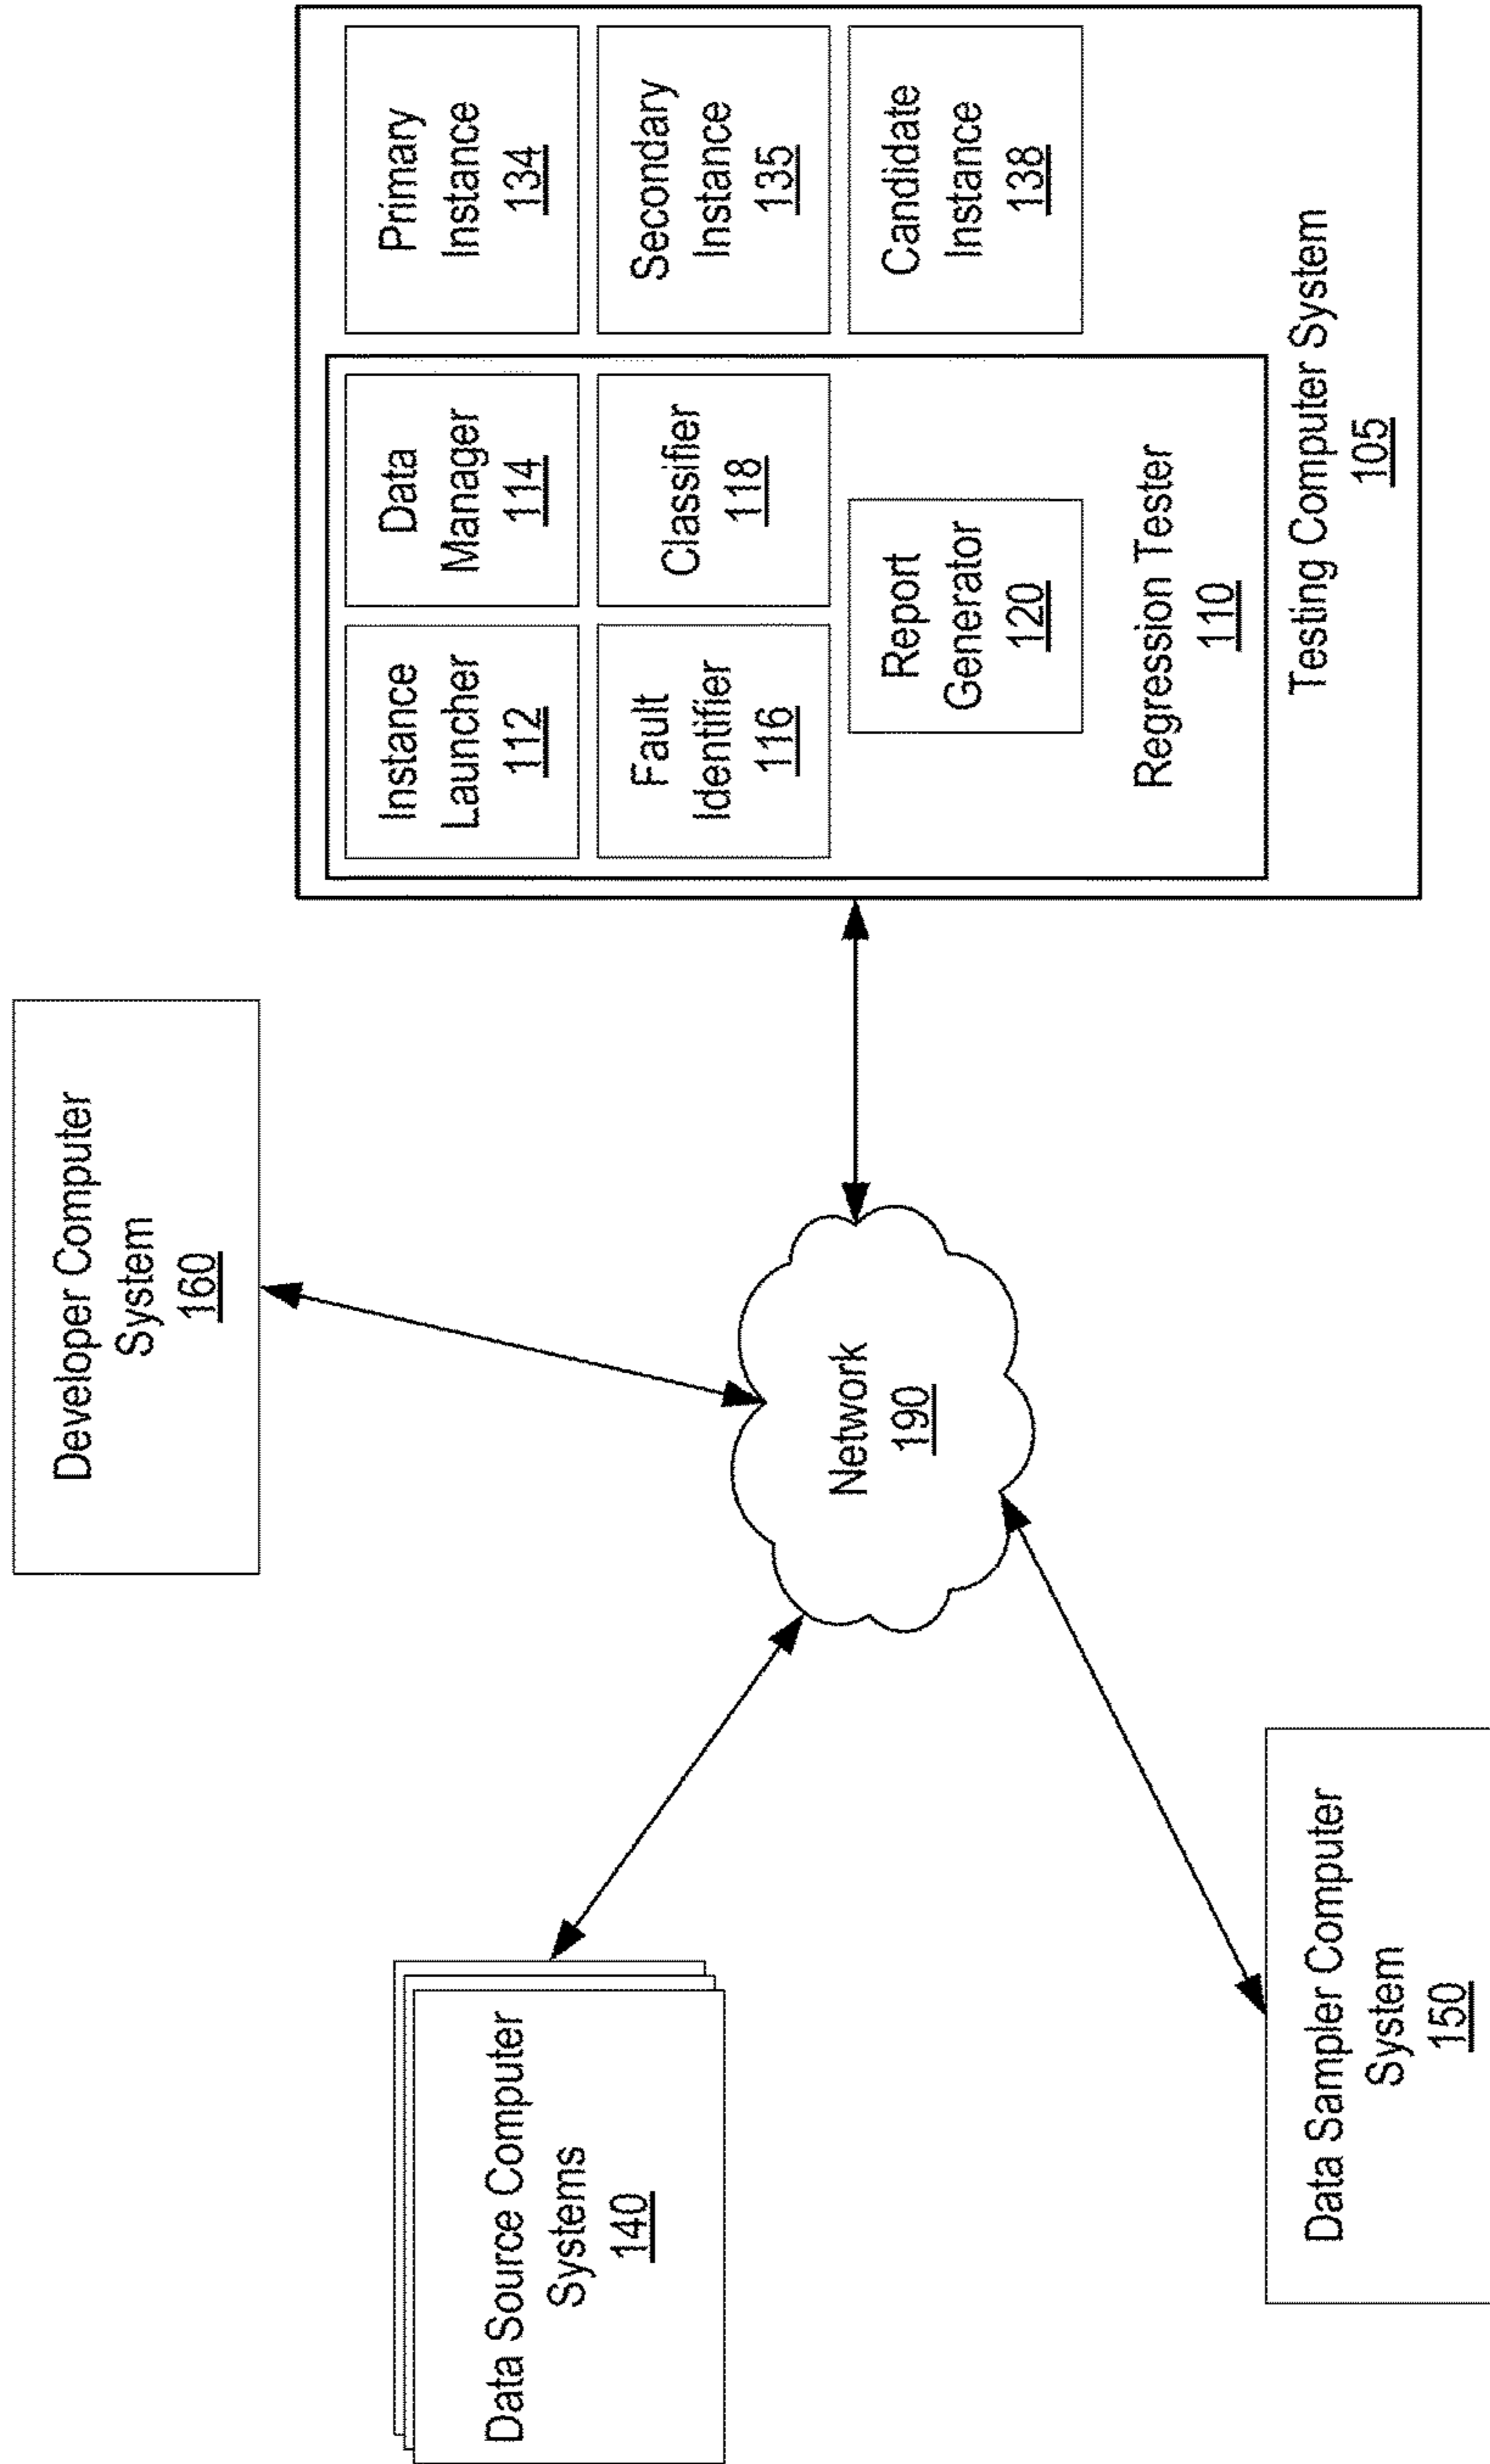 Developer Computer
System
160
Data Source Computer
Systems
140
Network
190
Data Sampler Computer
System
150
Instance
Launcher
112
Data
Manager
114
Primary
Instance
134
Fault
Identifier
116
Classifier
118
Secondary
Instance
135
Report
Generator
120
Candidate
Instance
138
Regression Tester
110
Testing Computer System
105